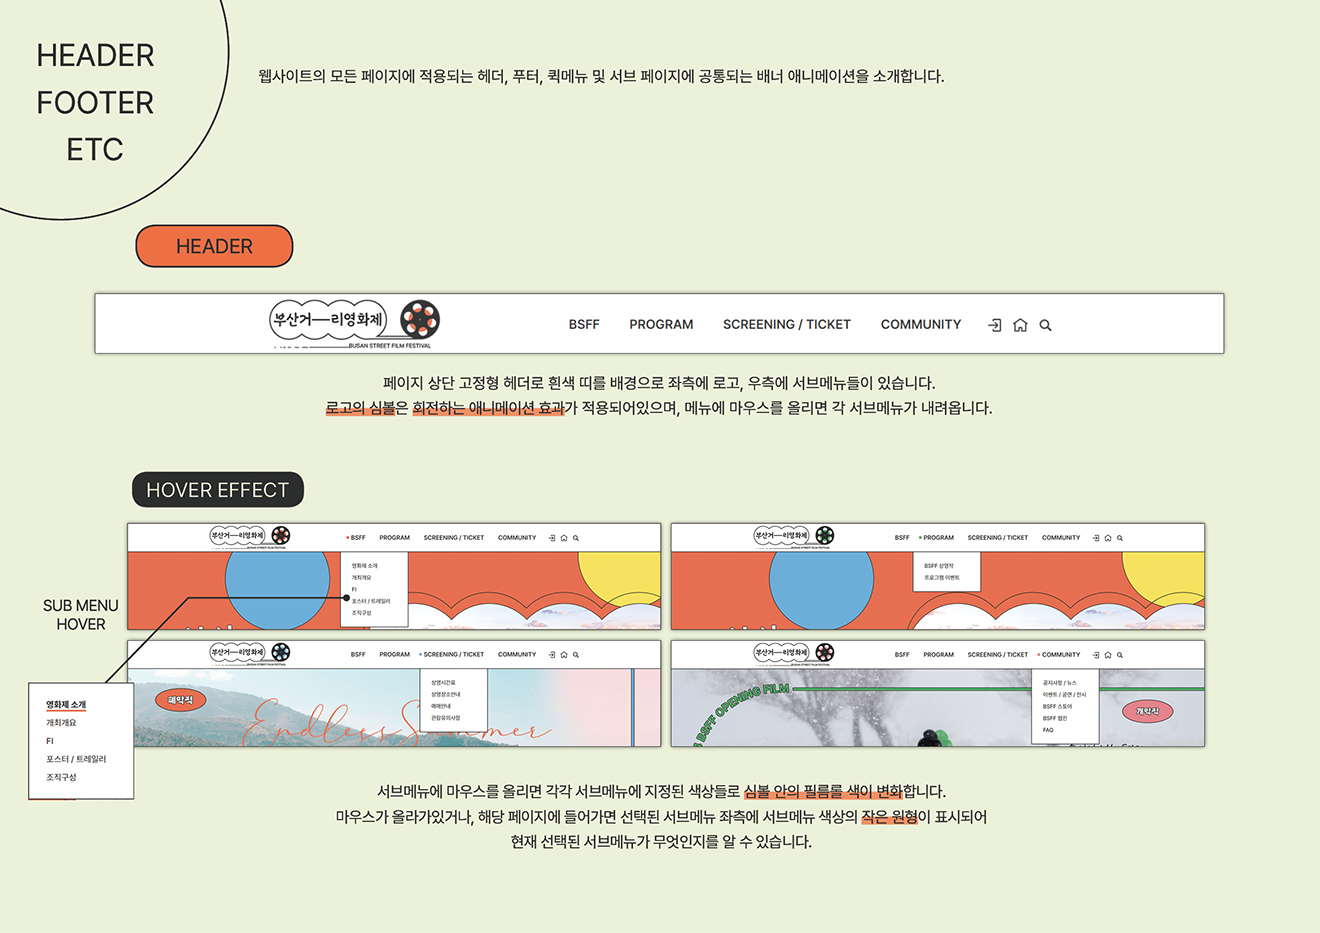 HEADER
FOOTER
ETC
웹사이트의 모든 페이지에 적용되는 헤더, 푸터, 퀵메뉴 및 서브 페이지에 공통되는 배너 애니메이션을 소개합니다.
HEADER
부산거—리영화제
BUSAN STREET FILM FESTIVAL
BSFF PROGRAM SCREENING / TICKET COMMUNITY
페이지 상단 고정형 헤더로 흰색 띠를 배경으로 좌측에 로고, 우측에 서브메뉴들이 있습니다.
로고의 심볼은 회전하는 애니메이션 효과가 적용되어있으며, 메뉴에 마우스를 올리면 각 서브메뉴가 내려옵니다.
HOVER EFFECT
부산거—리영화제
BUSAN STREET FILM FESTIVAL
BSFF PROGRAM SCREENING / TICKET COMMUNITY
영화제 소개
개최개요
FI
포스터 / 트레일러
조직구성
부산거—리영화제
BUSAN STREET FILM FESTIVAL
BSFF PROGRAM SCREENING / TICKET COMMUNITY
BSFF 상영작
프로그램 이벤트
SUB MENU
HOVER
영화제 소개
개최개요
FI
포스터 / 트레일러
조직구성
부산거—리영화제
BUSAN STREET FILM FESTIVAL
BSFF PROGRAM SCREENING / TICKET COMMUNITY
상영시간표
상영장소안내
예매안내
관람유의사항
폐막작
Endless Summer
부산거—리영화제
BUSAN STREET FILM FESTIVAL
BSFF PROGRAM SCREENING / TICKET COMMUNITY
공지사항 / 뉴스
이벤트 / 공연 / 전시
BSFF 스토어
BSFF 웹진
FAQ
BSFF OPENING FILM
개막작
서브메뉴에 마우스를 올리면 각각 서브메뉴에 지정된 색상들로 심볼 안의 필름롤 색이 변화합니다.
마우스가 올라가있거나, 해당 페이지에 들어가면 선택된 서브메뉴 좌측에 서브메뉴 색상의 작은 원형이 표시되어
현재 선택된 서브메뉴가 무엇인지를 알 수 있습니다.